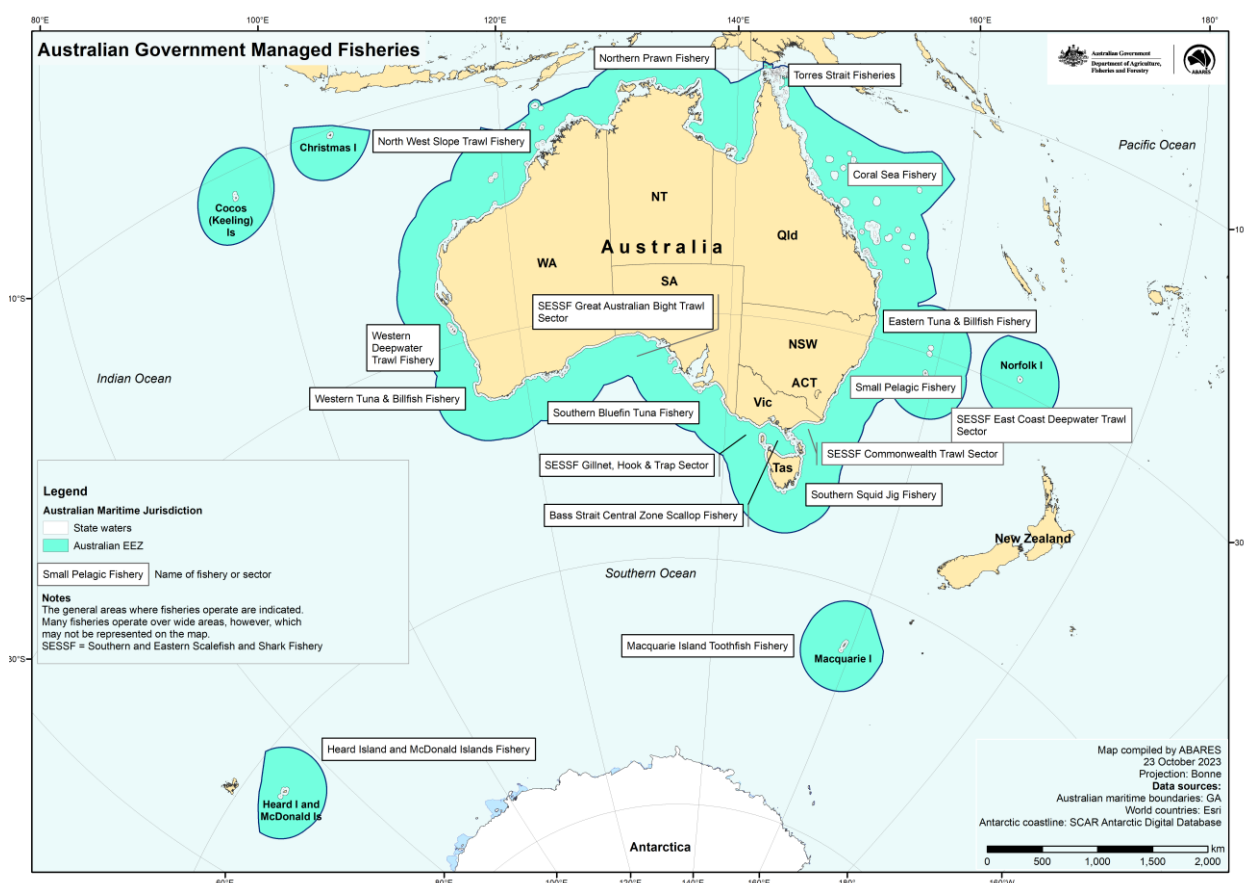 80°E
100°E
120°E
140°E
160°E
180°
Australian Government Managed Fisheries
Australian Government
Department of Agriculture,
Fisheries and Forestry
ABARES
Northern Prawn Fishery
Torres Strait Fisheries
Christmas I
North West Slope Trawl Fishery
Pacific Ocean
Coral Sea Fishery
Cocos
(Keeling)
Is
NT
Qld
Australia
WA
SA
10°S
SESSF Great Australian Bight Trawl
Sector
Eastern Tuna & Billfish Fishery
Western
Deepwater
Trawl Fishery
NSW
Norfolk I
Indian Ocean
ACT
Small Pelagic Fishery
Western Tuna & Billfish Fishery
Vic
Southern Bluefin Tuna Fishery
SESSF East Coast Deepwater Trawl
Sector
SESSF Commonwealth Trawl Sector
SESSF Gillnet, Hook & Trap Sector
Tas
Southern Squid Jig Fishery
Bass Strait Central Zone Scallop Fishery
New Zealand
Legend
Australian Maritime Jurisdiction
State waters
Australian EEZ
Small Pelagic Fishery Name of fishery or sector
Notes
The general areas where fisheries operate are indicated.
Many fisheries operate over wide areas, however, which
may not be represented on the map.
SESSF = Southern and Eastern Scalefish and Shark Fishery
Southern Ocean
Macquarie Island Toothfish Fishery
Macquarie I
Heard Island and McDonald Islands Fishery
Heard I and
McDonald Is
Antarctica
Map compiled by ABARES
23 October 2023
Projection: Bonne
Data sources:
Australian maritime boundaries: GA
World countries: Esri
Antarctic coastline: SCAR Antarctic Digital Database
km
0 500 1,000 1,500 2,000